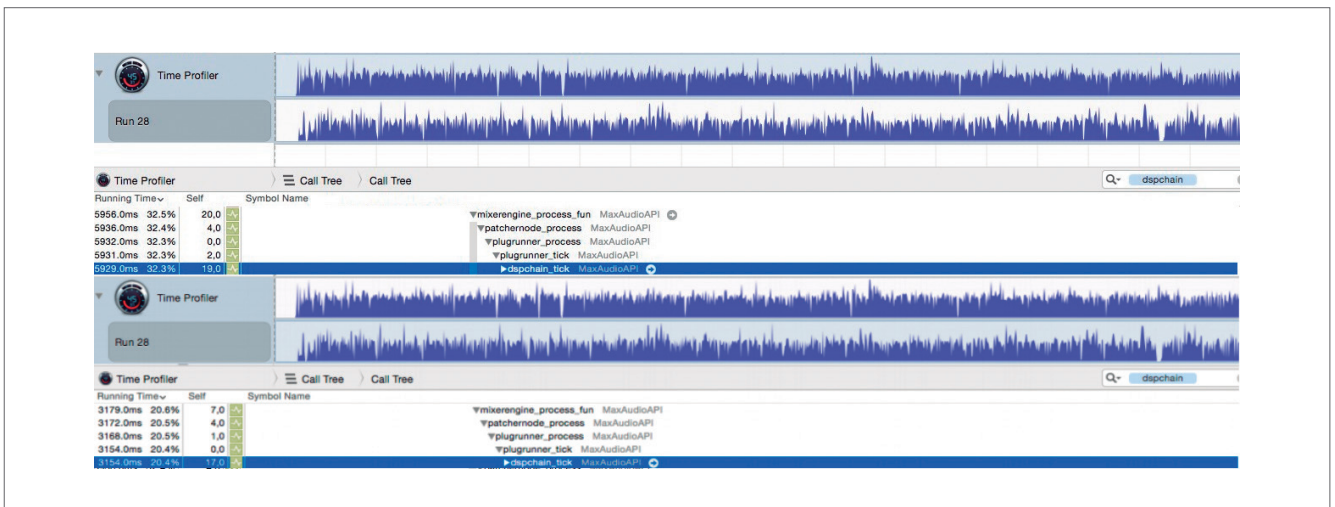 45 Time Profiler
Run 28
Time Profiler Call Tree Call Tree dspchain
Running Time Self Symbol Name
5956.0ms 32.5% 20,0 mixerengine_process_fun MaxAudioAPI
5936.0ms 32.4% 4,0 patchernode_process MaxAudioAPI
5932.0ms 32.3% 0,0 plugrunner_process MaxAudioAPI
5931.0ms 32.3% 2,0 plugrunner_tick MaxAudioAPI
5929.0ms 32.3% 19,0 dspchain_tick MaxAudioAPI
45 Time Profiler
Run 28
Time Profiler Call Tree Call Tree dspchain
Running Time Self Symbol Name
3179.0ms 20.6% 7,0 mixerengine_process_fun MaxAudioAPI
3172.0ms 20.5% 4,0 patchernode_process MaxAudioAPI
3168.0ms 20.5% 1,0 plugrunner_process MaxAudioAPI
3154.0ms 20.4% 0,0 plugrunner_tick MaxAudioAPI
3154.0ms 20.4% 17,0 dspchain_tick MaxAudioAPI